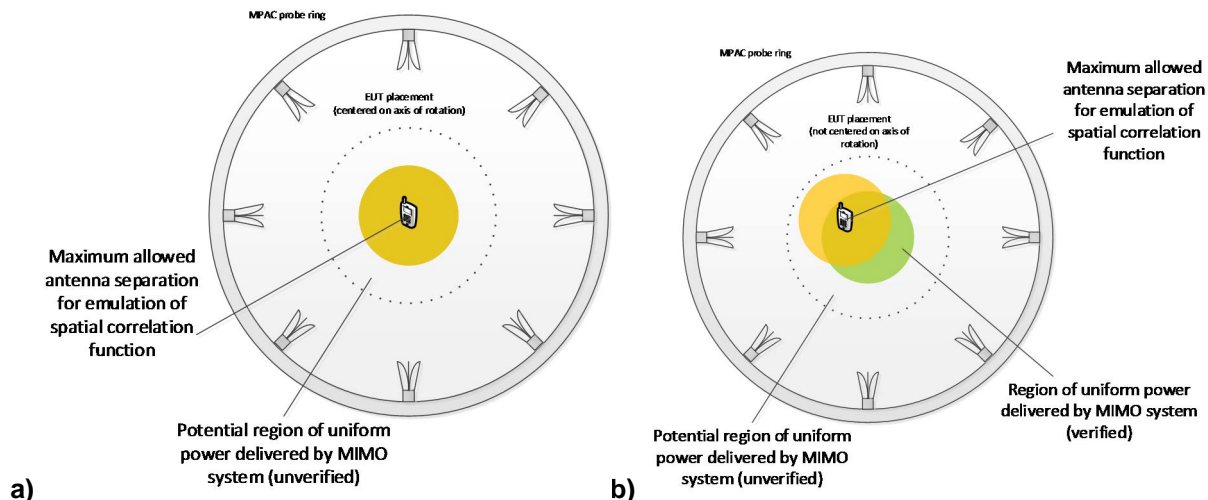 MPAC probe ring
EUT placement
(centered on axis of rotation)
Maximum allowed
antenna separation
for emulation of
spatial correlation
function
Potential region of uniform
power delivered by MIMO
system (unverified)
a)
MPAC probe ring
EUT placement
(not centered on axis of
rotation)
Maximum allowed
antenna separation
for emulation of
spatial correlation
function
Region of uniform power
delivered by MIMO system
(verified)
Potential region of uniform
power delivered by MIMO
system (unverified)
b)